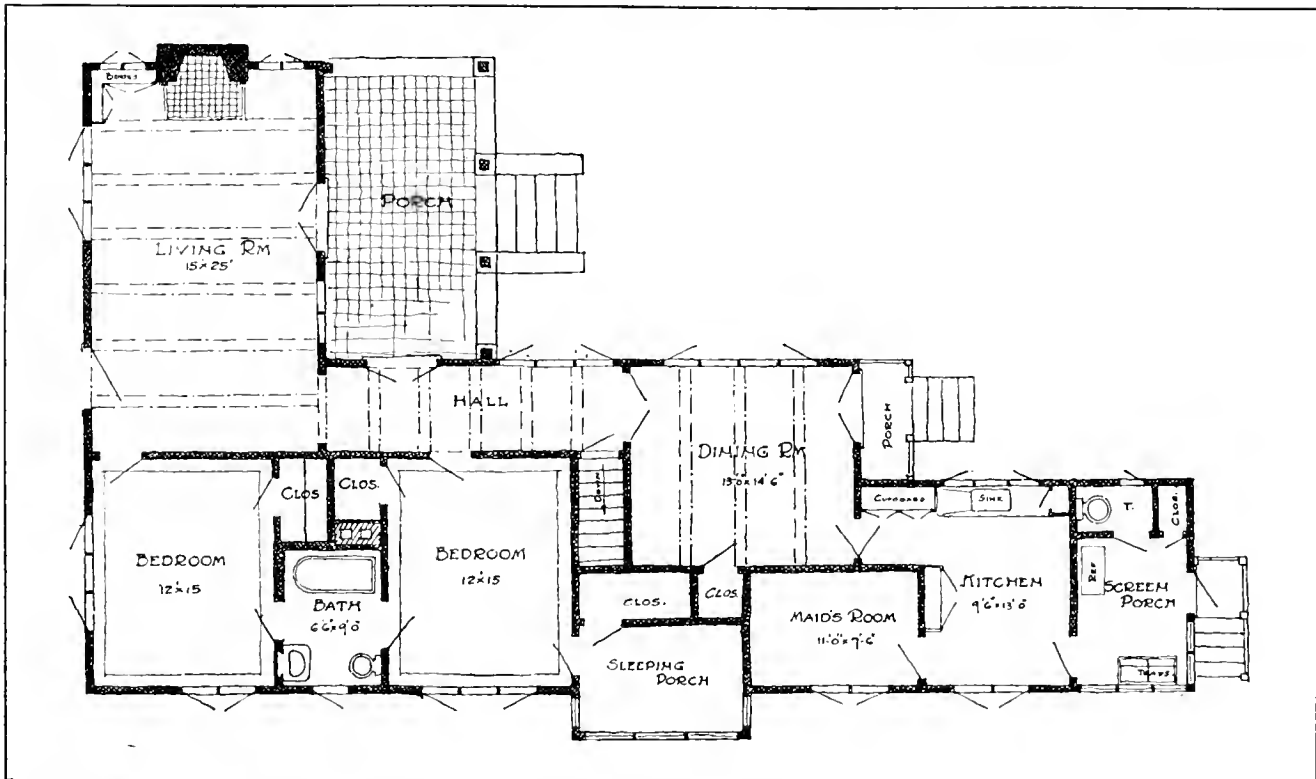 BOOKS
PORCH
LIVING RM
15'×25'
HALL
DINING RM
13'-0"×14'-6"
PORCH
CLOS.
CLOS.
DOWN
CUPBOARD
SINK
T.
CLOS.
BEDROOM
12×15
BEDROOM
12×15
BATH
6'6"×9'0"
CLOS.
CLOS.
MAID'S ROOM
11'-0"×9'-6"
KITCHEN
9'6"×13'0"
REF
SCREEN
PORCH
SLEEPING
PORCH
TRAYS